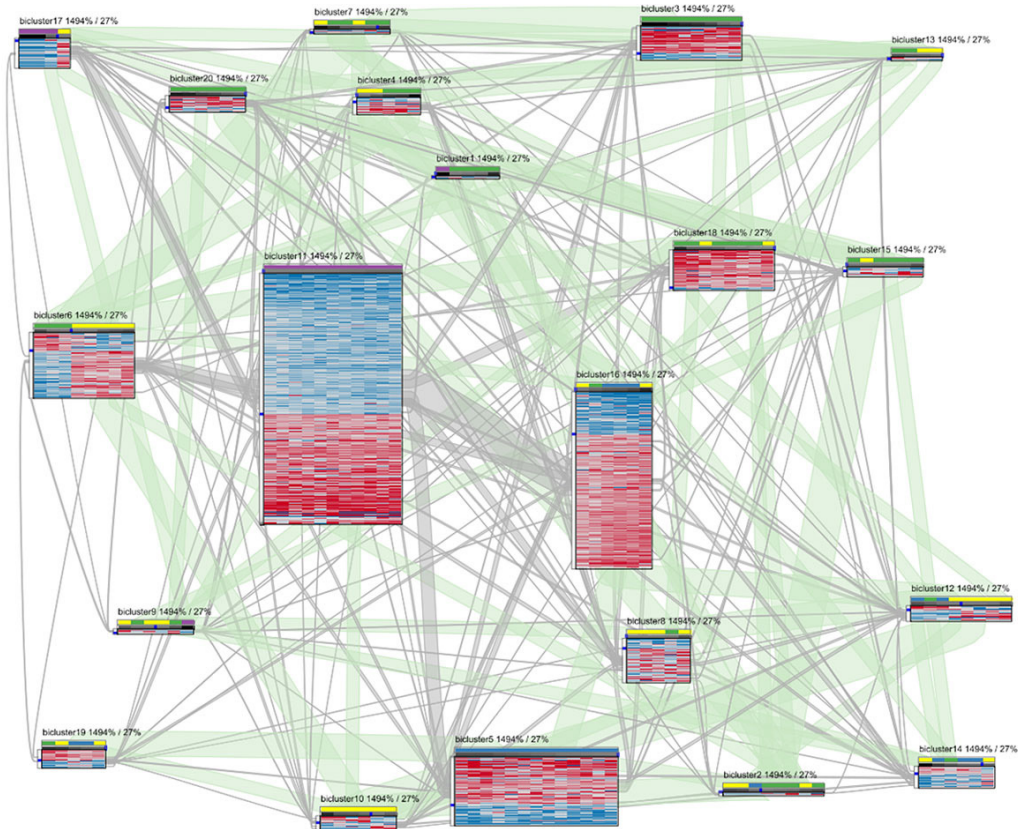 bicluster7 1494% / 27%
bicluster3 1494% / 27%
bicluster17 1494% / 27%
bicluster13 1494% / 27%
bicluster20 1494% / 27%
bicluster4 1494% / 27%
bicluster1 1494% / 27%
bicluster18 1494% / 27%
bicluster15 1494% / 27%
bicluster11 1494% / 27%
bicluster6 1494% / 27%
bicluster16 1494% / 27%
bicluster12 1494% / 27%
bicluster9 1494% / 27%
bicluster8 1494% / 27%
bicluster19 1494% / 27%
bicluster5 1494% / 27%
bicluster14 1494% / 27%
bicluster2 1494% / 27%
bicluster10 1494% / 27%